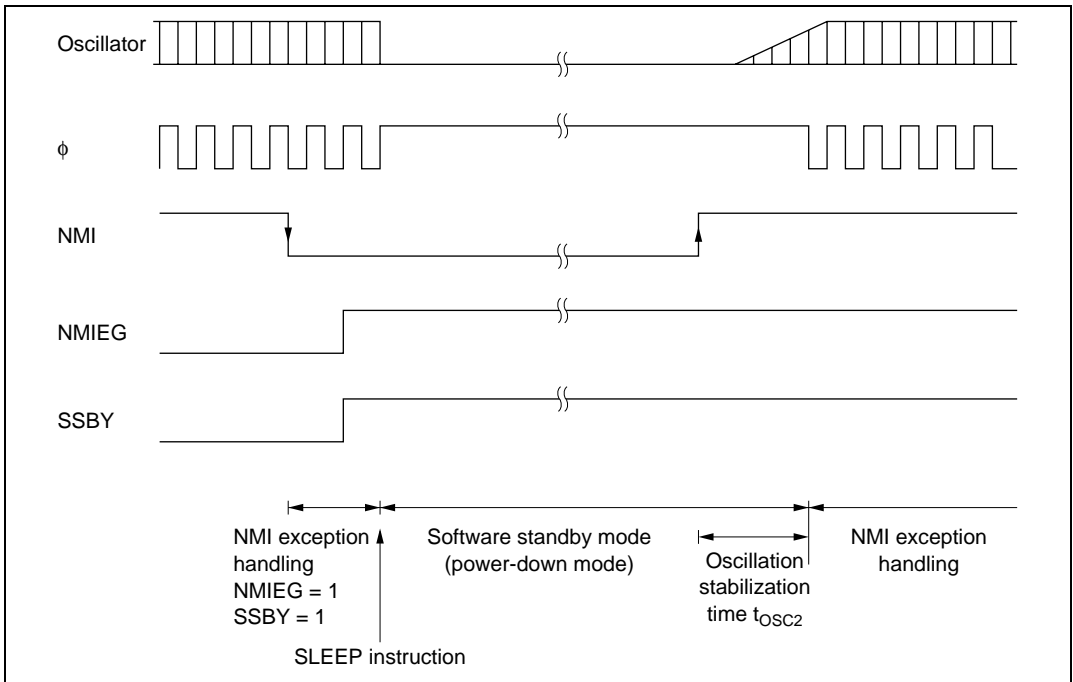 Oscillator
ϕ
NMI
NMIEG
SSBY
NMI exception
handling
NMIEG = 1
SSBY = 1
SLEEP instruction
Software standby mode
(power-down mode)
Oscillation
stabilization
time tOSC2
NMI exception
handling